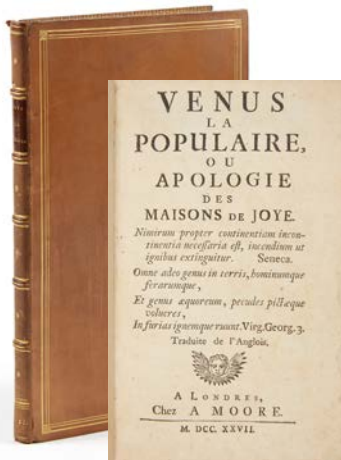 VENUS
LA
POPULAIRE,
OU
APOLOGIE
DES
MAISONS DE JOYE.
Nimirum propter continentiam incon-
tinentia necessaria est, incendium ut
ignibus extinguitur. Seneca.
Omne adeo genus in terris, hominumque
ferarumque,
Et genus æquoreum, pecudes pictæque
volucres,
In furias ignemque ruunt. Virg. Georg. 3.
Traduite de l'Anglois.
A LONDRES,
Chez A MOORE.
M. DCC. XXVII.